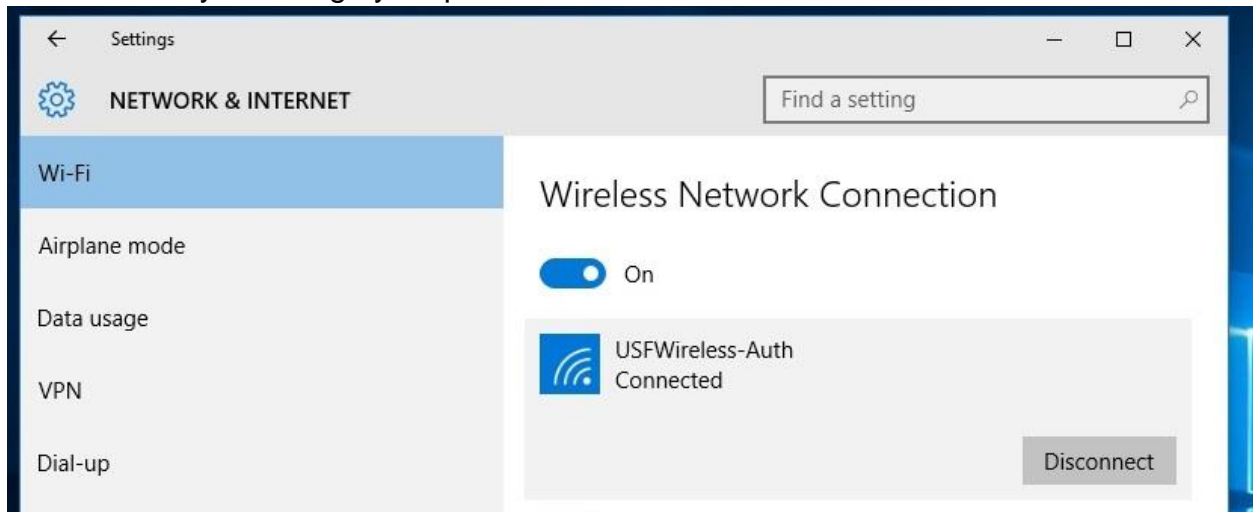 Settings
NETWORK & INTERNET
Find a setting
Wi-Fi
Airplane mode
Data usage
VPN
Dial-up
Wireless Network Connection
On
USFWireless-Auth
Connected
Disconnect